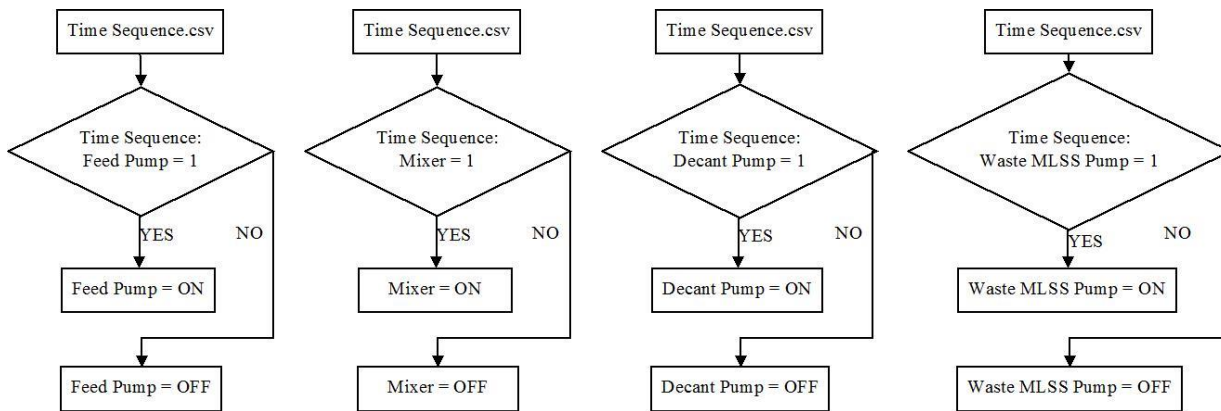 Time Sequence.csv
Time Sequence:
Feed Pump = 1
YES
NO
Feed Pump = ON
Feed Pump = OFF
Time Sequence.csv
Time Sequence:
Mixer = 1
YES
NO
Mixer = ON
Mixer = OFF
Time Sequence.csv
Time Sequence:
Decant Pump = 1
YES
NO
Decant Pump = ON
Decant Pump = OFF
Time Sequence.csv
Time Sequence:
Waste MLSS Pump = 1
YES
NO
Waste MLSS Pump = ON
Waste MLSS Pump = OFF